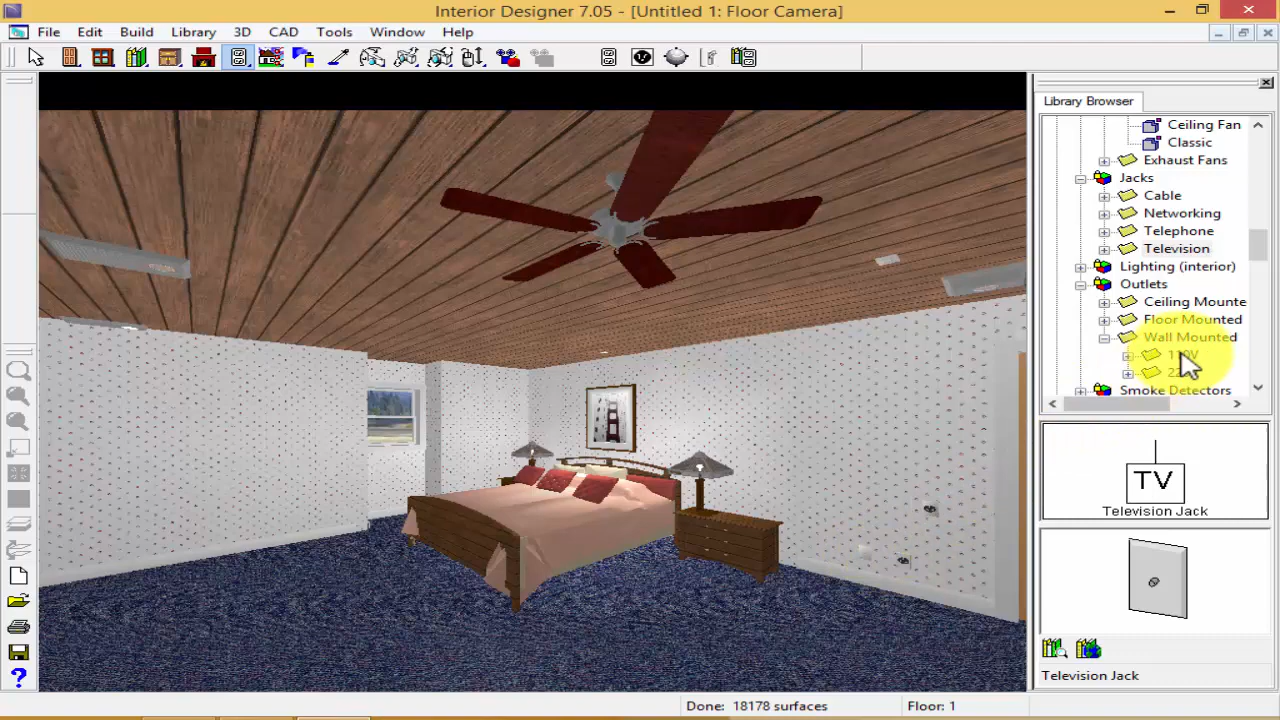 Interior Designer 7.05 - [Untitled 1: Floor Camera]
File Edit Build Library 3D CAD Tools Window Help
Library Browser
Ceiling Fan
Classic
Exhaust Fans
Jacks
Cable
Networking
Telephone
Television
Lighting (interior)
Outlets
Ceiling Mounte
Floor Mounted
Wall Mounted
Smoke Detectors
TV
Television Jack
Television Jack
Done: 18178 surfaces
Floor: 1